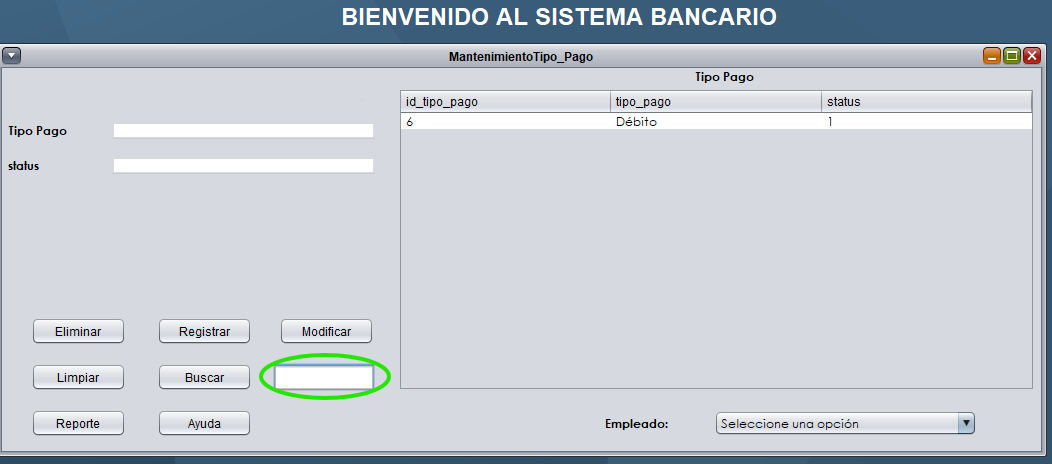 BIENVENIDO AL SISTEMA BANCARIO
MantenimientoTipo_Pago
Tipo Pago
id_tipo_pago tipo_pago status
6 Débito 1
Tipo Pago
status
Eliminar Registrar Modificar
Limpiar Buscar
Reporte Ayuda
Empleado: Seleccione una opción